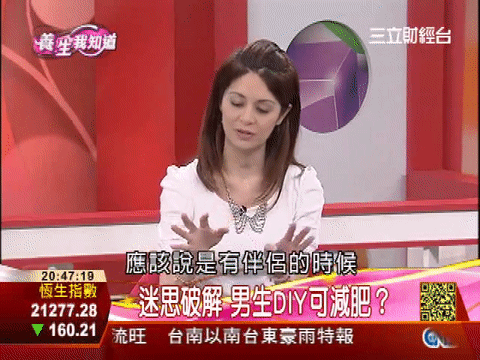 養生我知道
三立財經台
應該說是有伴侶的時候
迷思破解 男生DIY可減肥？
20:47:19
恆生指數
21277.28
▼160.21
流旺 台南以南台東豪雨特報